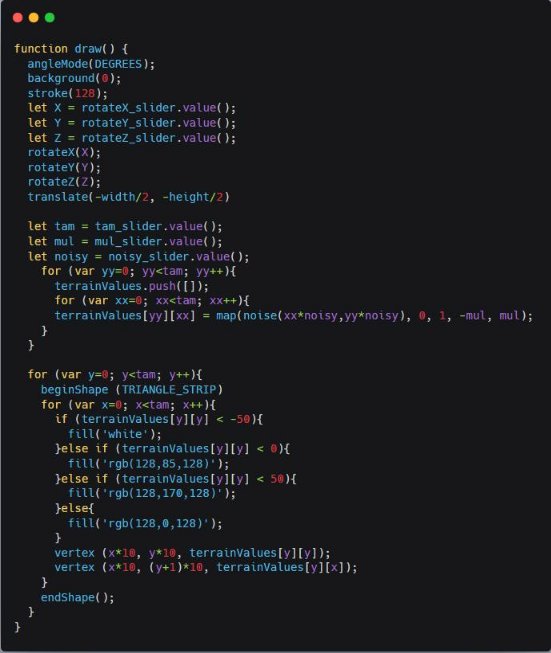 function draw() {
  angleMode(DEGREES);
  background(0);
  stroke(128);
  let X = rotateX_slider.value();
  let Y = rotateY_slider.value();
  let Z = rotateZ_slider.value();
  rotateX(X);
  rotateY(Y);
  rotateZ(Z);
  translate(-width/2, -height/2)

  let tam = tam_slider.value();
  let mul = mul_slider.value();
  let noisy = noisy_slider.value();
    for (var yy=0; yy<tam; yy++){
      terrainValues.push([]);
      for (var xx=0; xx<tam; xx++){
      terrainValues[yy][xx] = map(noise(xx*noisy,yy*noisy), 0, 1, -mul, mul);
    }
  }

  for (var y=0; y<tam; y++){
    beginShape (TRIANGLE_STRIP)
    for (var x=0; x<tam; x++){
      if (terrainValues[y][y] < -50){
        fill('white');
      }else if (terrainValues[y][y] < 0){
        fill('rgb(128,85,128)');
      }else if (terrainValues[y][y] < 50){
        fill('rgb(128,170,128)');
      }else{
        fill('rgb(128,0,128)');
      }
      vertex (x*10, y*10, terrainValues[y][y]);
      vertex (x*10, (y+1)*10, terrainValues[y][x]);
    }
    endShape();
  }
}